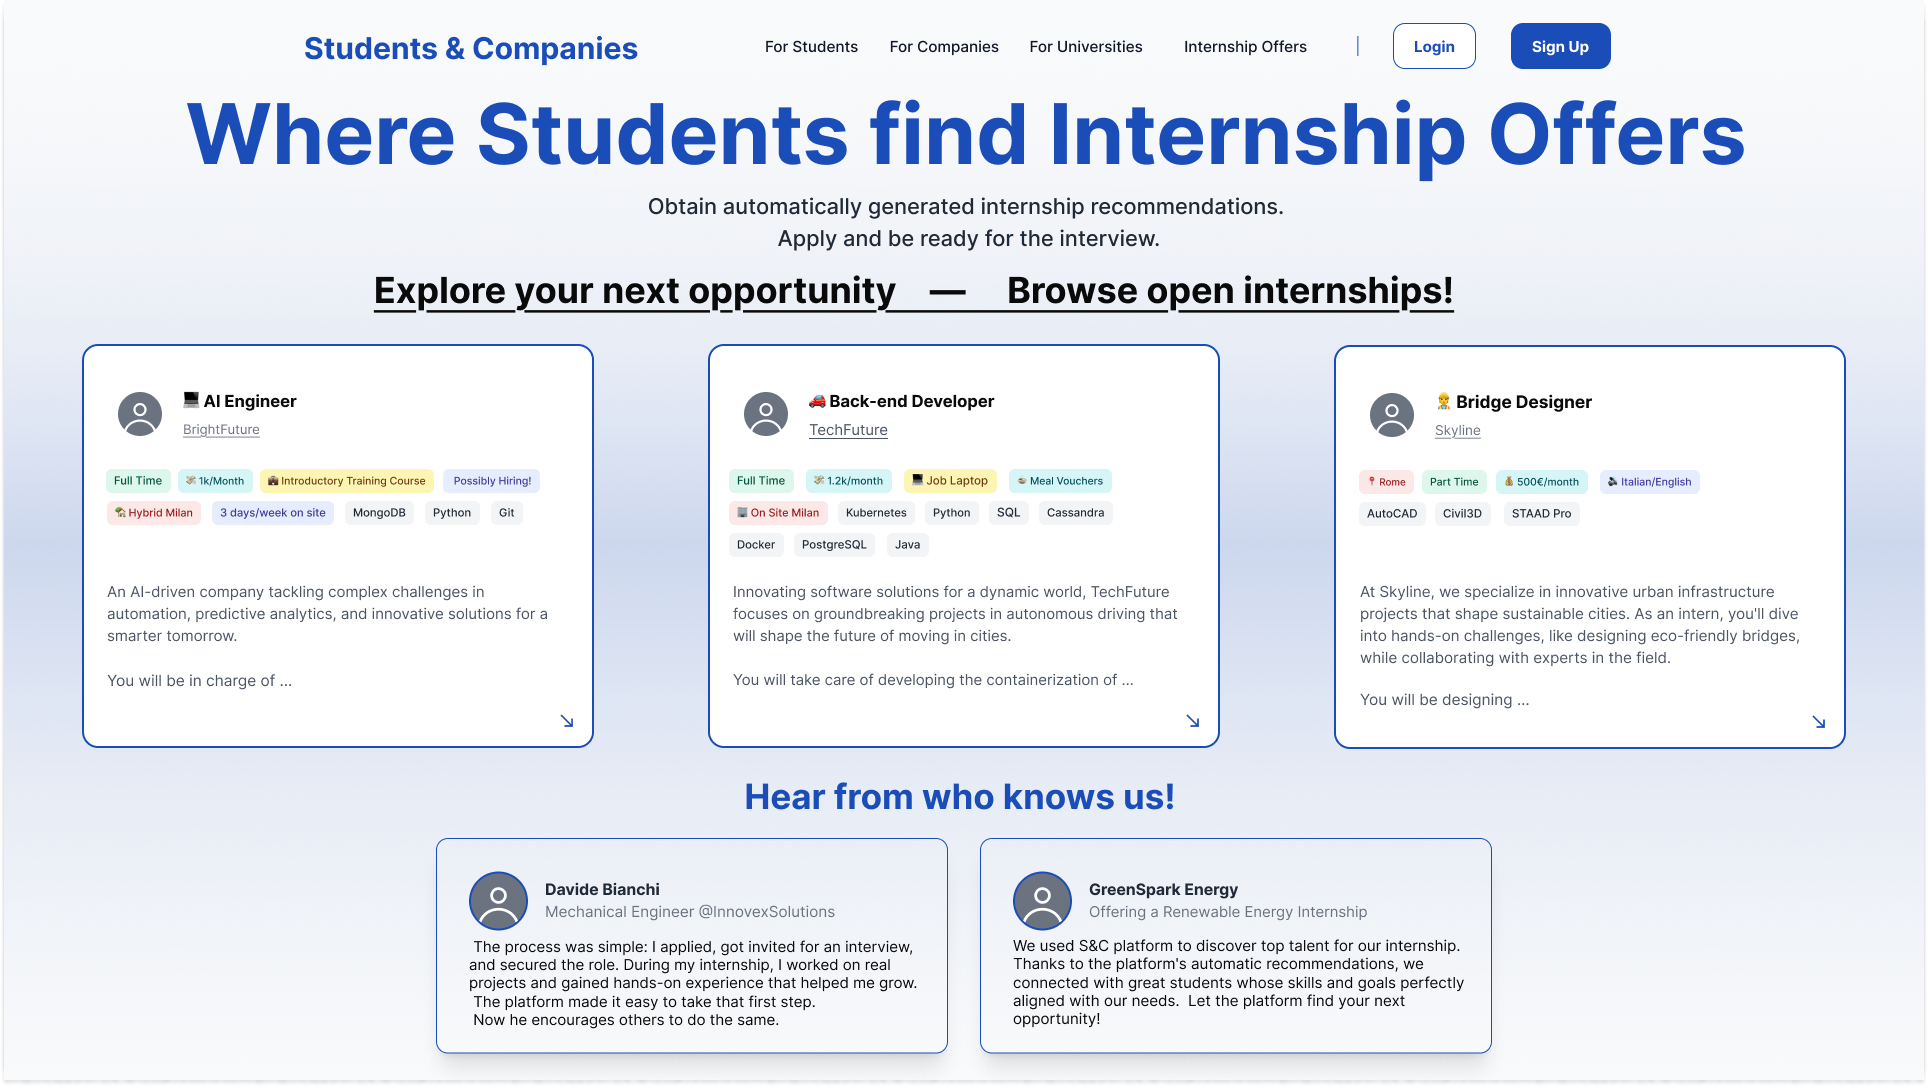 Students & Companies
For Students For Companies For Universities Internship Offers | Login Sign Up
Where Students find Internship Offers
Obtain automatically generated internship recommendations.
Apply and be ready for the interview.
Explore your next opportunity — Browse open internships!
💻 AI Engineer
BrightFuture
Full Time 💸 1k/Month 💼 Introductory Training Course Possibly Hiring!
🏡 Hybrid Milan 3 days/week on site MongoDB Python Git
An AI-driven company tackling complex challenges in
automation, predictive analytics, and innovative solutions for a
smarter tomorrow.
You will be in charge of ...
🚗 Back-end Developer
TechFuture
Full Time 💸 1.2k/month 💻 Job Laptop 🍲 Meal Vouchers
🏢 On Site Milan Kubernetes Python SQL Cassandra
Docker PostgreSQL Java
Innovating software solutions for a dynamic world, TechFuture
focuses on groundbreaking projects in autonomous driving that
will shape the future of moving in cities.
You will take care of developing the containerization of ...
👷 Bridge Designer
Skyline
📍 Rome Part Time 💰 500€/month 🗣 Italian/English
AutoCAD Civil3D STAAD Pro
At Skyline, we specialize in innovative urban infrastructure
projects that shape sustainable cities. As an intern, you'll dive
into hands-on challenges, like designing eco-friendly bridges,
while collaborating with experts in the field.
You will be designing ...
Hear from who knows us!
Davide Bianchi
Mechanical Engineer @InnovexSolutions
The process was simple: I applied, got invited for an interview,
and secured the role. During my internship, I worked on real
projects and gained hands-on experience that helped me grow.
The platform made it easy to take that first step.
Now he encourages others to do the same.
GreenSpark Energy
Offering a Renewable Energy Internship
We used S&C platform to discover top talent for our internship.
Thanks to the platform's automatic recommendations, we
connected with great students whose skills and goals perfectly
aligned with our needs. Let the platform find your next
opportunity!